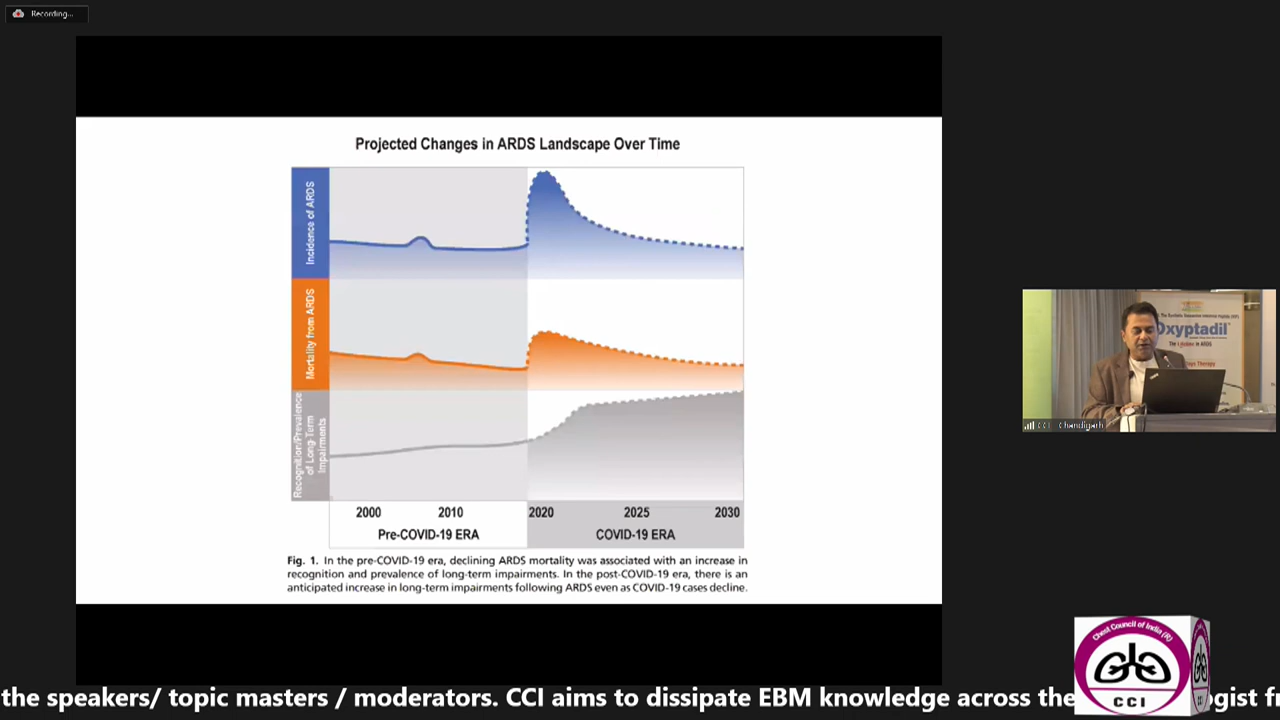 Recording...
Projected Changes in ARDS Landscape Over Time
Incidence of ARDS
Mortality from ARDS
Recognition/Prevalence
of Long-Term
Impairments
2000 2010 2020 2025 2030
Pre-COVID-19 ERA COVID-19 ERA
Fig. 1. In the pre-COVID-19 era, declining ARDS mortality was associated with an increase in
recognition and prevalence of long-term impairments. In the post-COVID-19 era, there is an
anticipated increase in long-term impairments following ARDS even as COVID-19 cases decline.
Oxyptadil
in ARDS
Therapy
CCI Chandigarh
Chest Council of India (R)
CCI
the speakers/ topic masters / moderators. CCI aims to dissipate EBM knowledge across the gist f